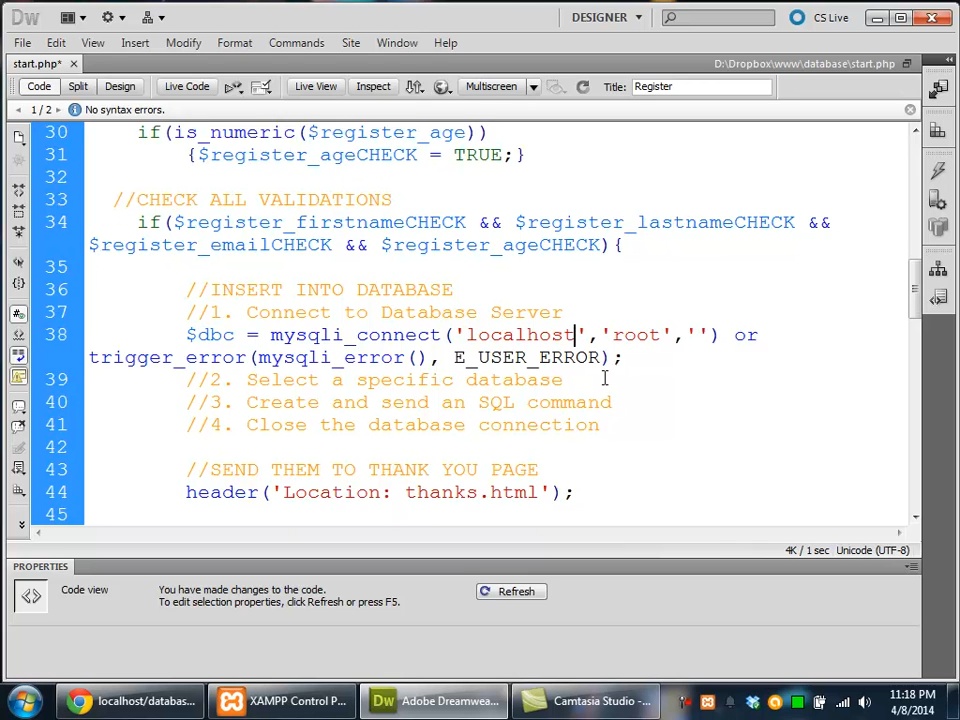 Dw
DESIGNER
CS Live
File Edit View Insert Modify Format Commands Site Window Help
start.php*
D:\Dropbox\www\database\start.php
Code Split Design Live Code Live View Inspect Multiscreen Title: Register
1 / 2 No syntax errors.
30 if(is_numeric($register_age))
31 {$register_ageCHECK = TRUE;}
32
33 //CHECK ALL VALIDATIONS
34 if($register_firstnameCHECK && $register_lastnameCHECK &&
$register_emailCHECK && $register_ageCHECK){
35
36 //INSERT INTO DATABASE
37 //1. Connect to Database Server
38 $dbc = mysqli_connect('localhost','root','') or
trigger_error(mysqli_error(), E_USER_ERROR);
39 //2. Select a specific database
40 //3. Create and send an SQL command
41 //4. Close the database connection
42
43 //SEND THEM TO THANK YOU PAGE
44 header('Location: thanks.html');
45
4K / 1 sec Unicode (UTF-8)
PROPERTIES
Code view
You have made changes to the code.
To edit selection properties, click Refresh or press F5.
Refresh
localhost/databas...
XAMPP Control P...
Dw Adobe Dreamwea...
Camtasia Studio - ...
11:18 PM
4/8/2014